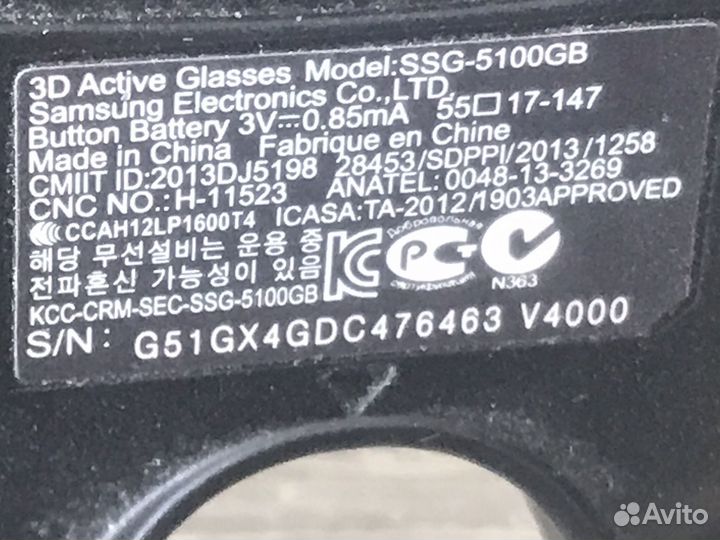 3D Active Glasses Model:SSG-5100GB
Samsung Electronics Co.,LTD.
Button Battery 3V⎓0.85mA 55□17-147
Made in China Fabrique en Chine
CMIIT ID:2013DJ5198 28453/SDPPI/2013/1258
CNC NO.:H-11523 ANATEL:0048-13-3269
CCAH12LP1600T4 ICASA:TA-2012/1903APPROVED
해당 무선설비는 운용 중
전파혼신 가능성이 있음
KCC-CRM-SEC-SSG-5100GB
Добровольная
РС
N363
S/N: G51GX4GDC476463 V4000
Avito